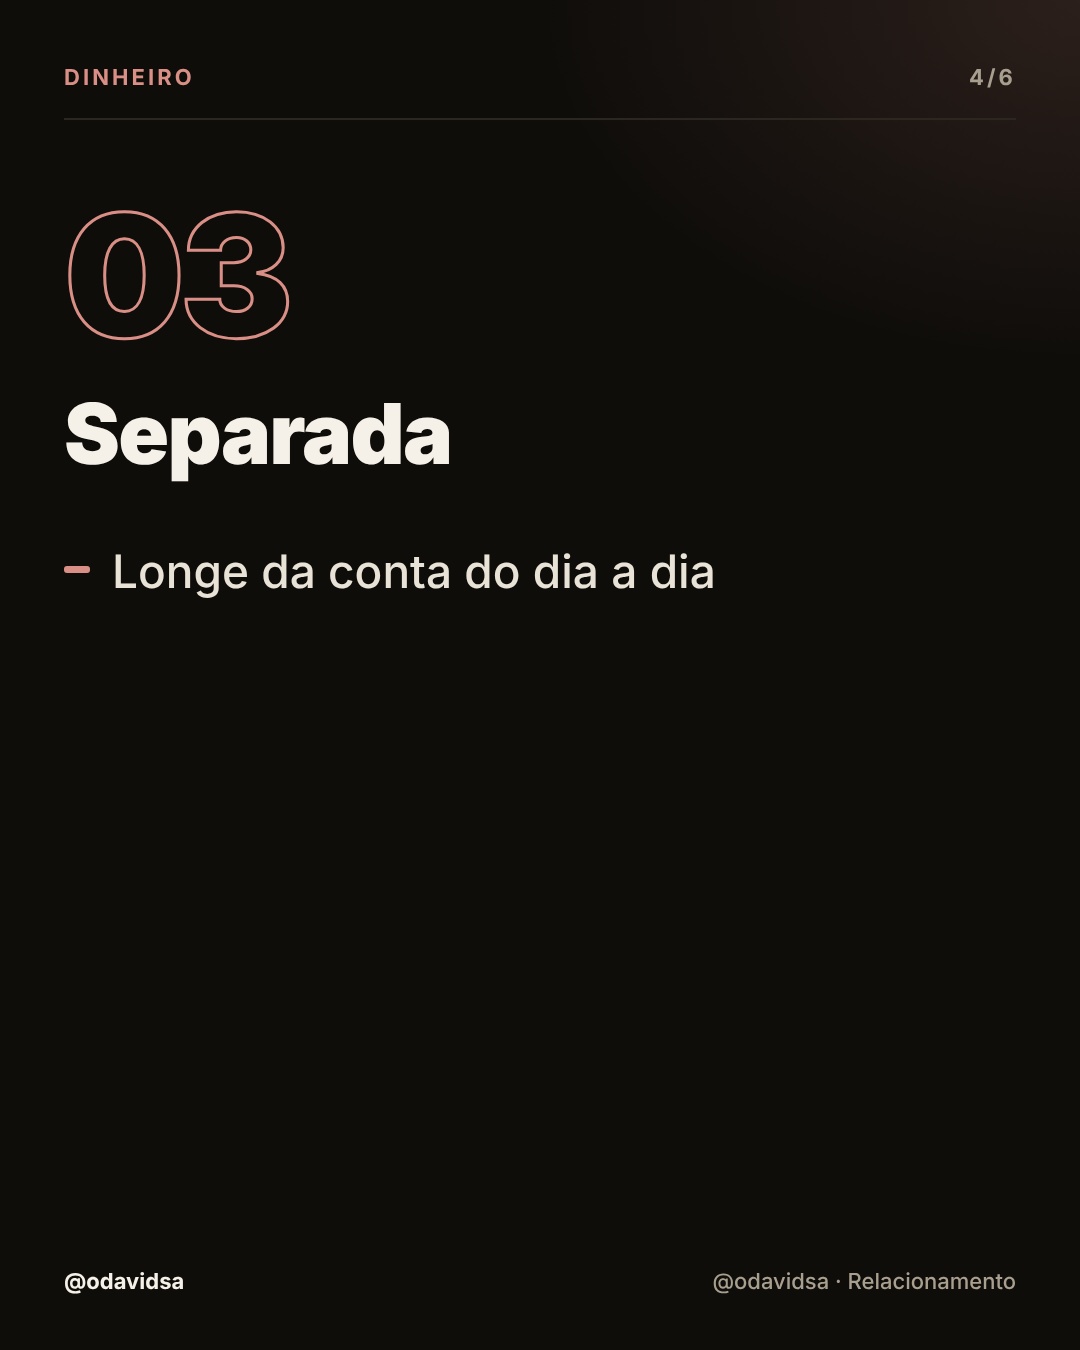 DINHEIRO
4/6
03
Separada
– Longe da conta do dia a dia
@odavidsa
@odavidsa · Relacionamento